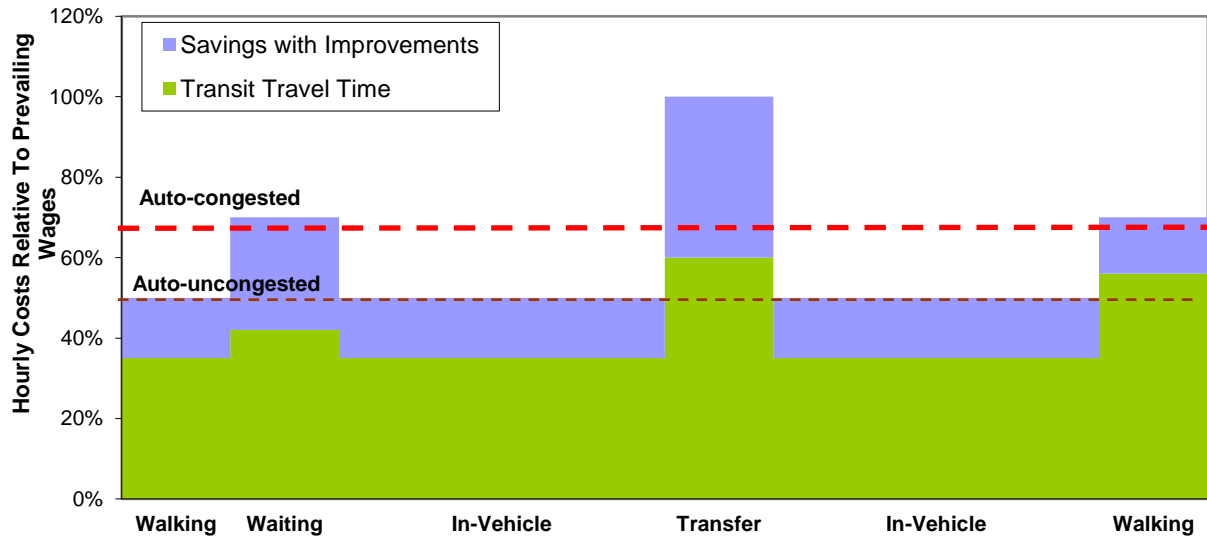 Hourly Costs Relative To Prevailing
Wages
120%
100%
80%
60%
40%
20%
0%
Savings with Improvements
Transit Travel Time
Auto-congested
Auto-uncongested
Walking Waiting In-Vehicle Transfer In-Vehicle Walking